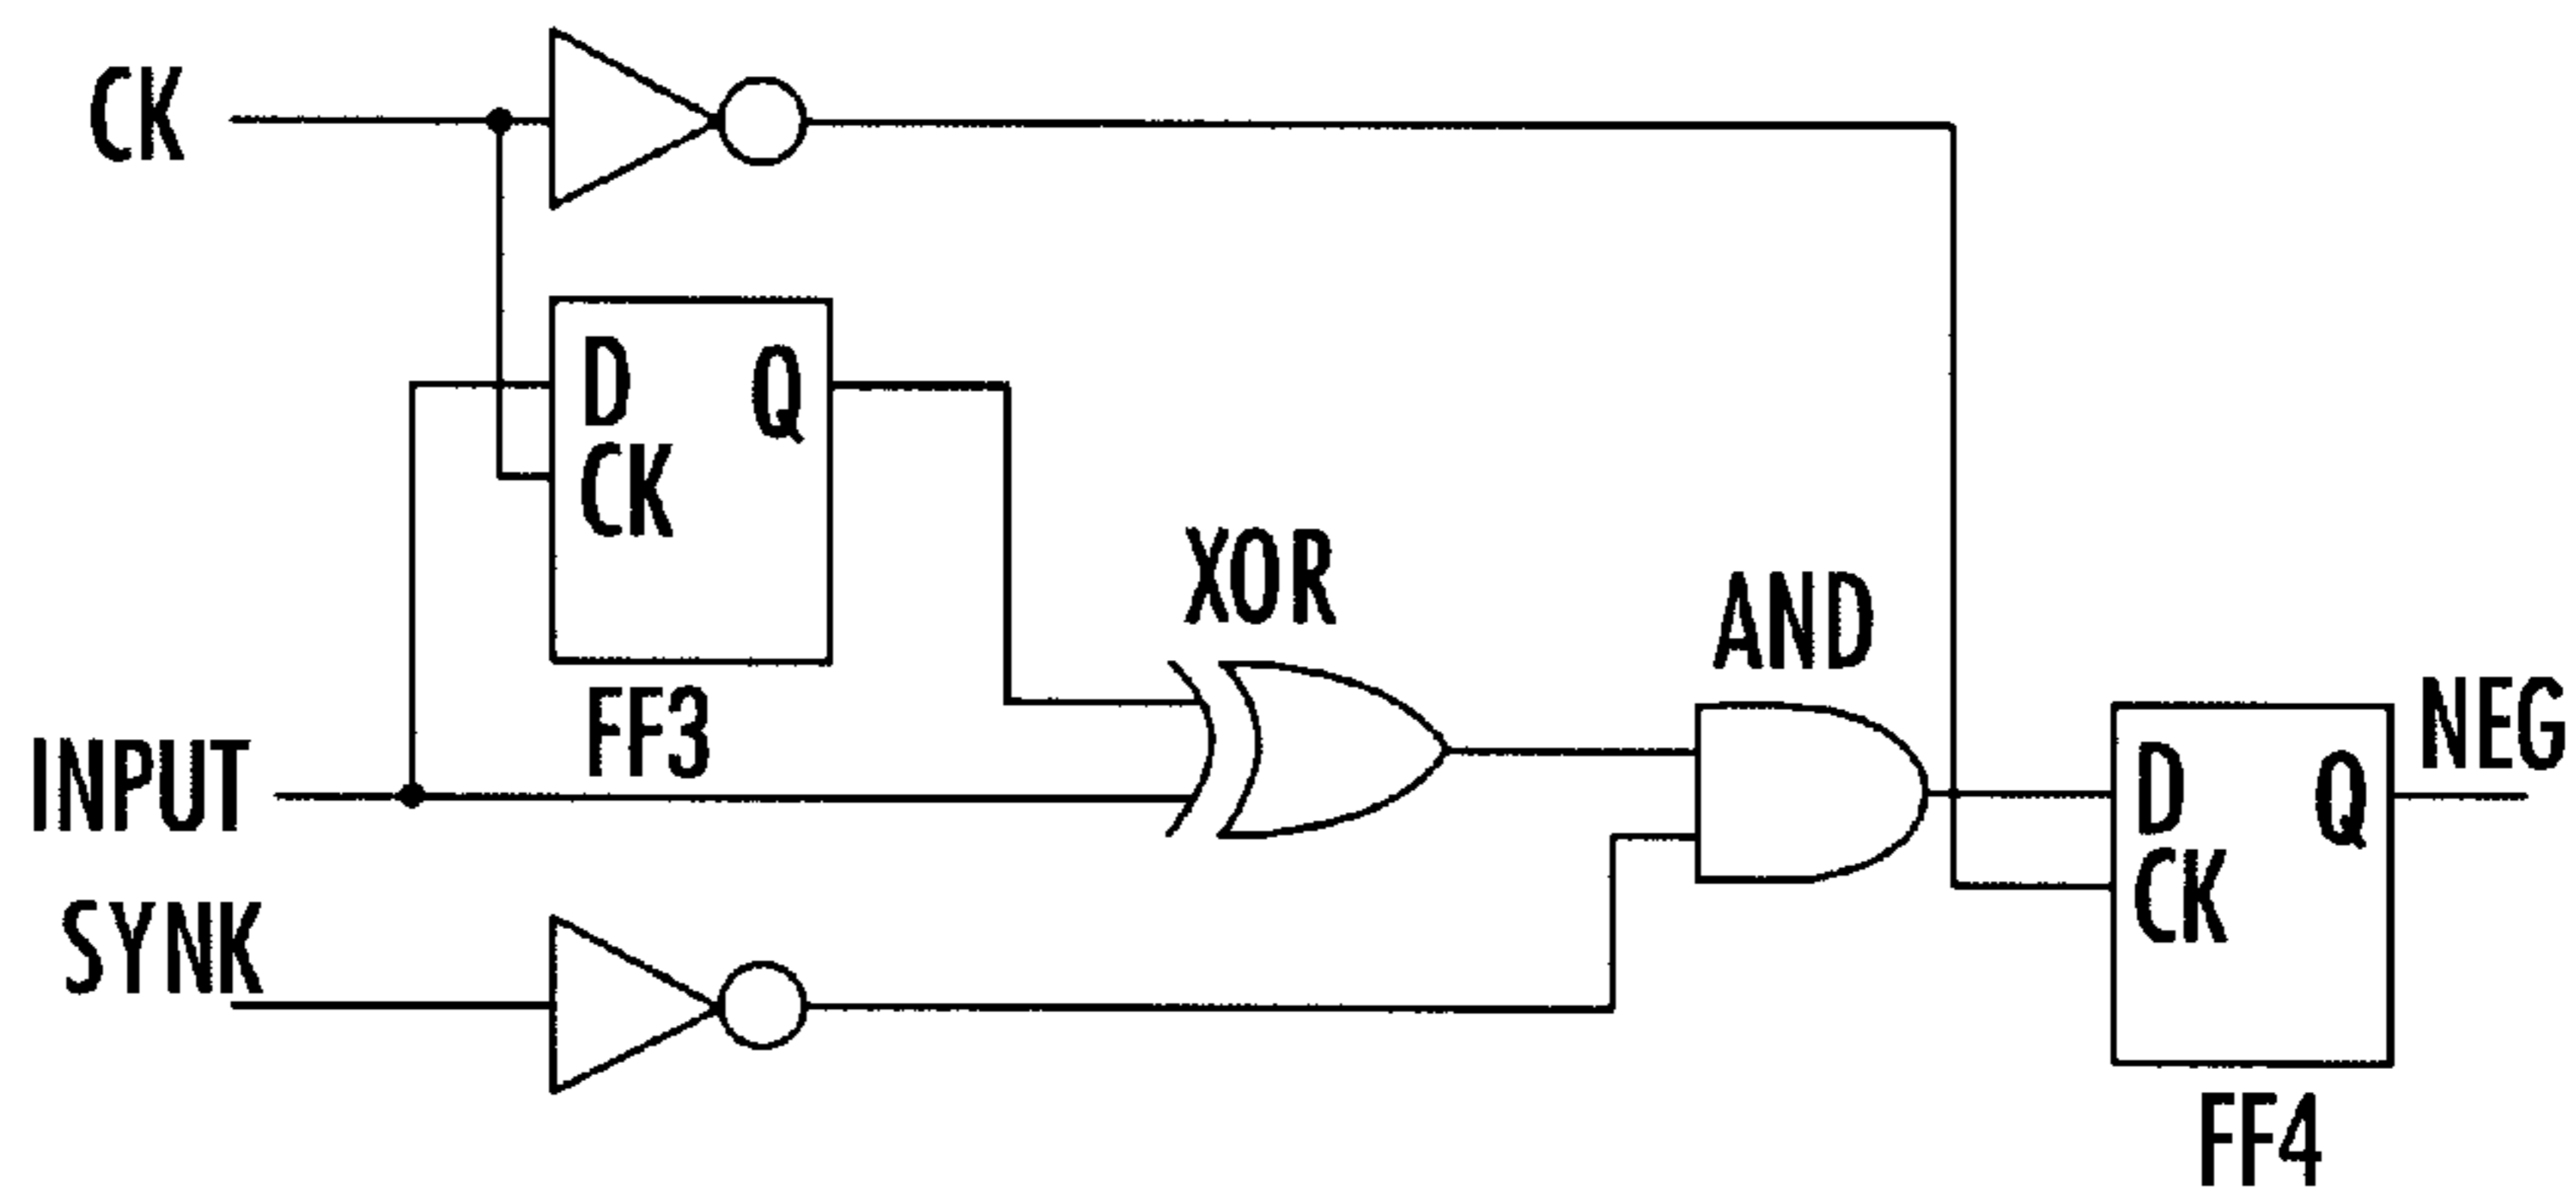 CK
D Q
CK
XOR
AND
FF3
INPUT
NEG
D Q
CK
SYNK
FF4